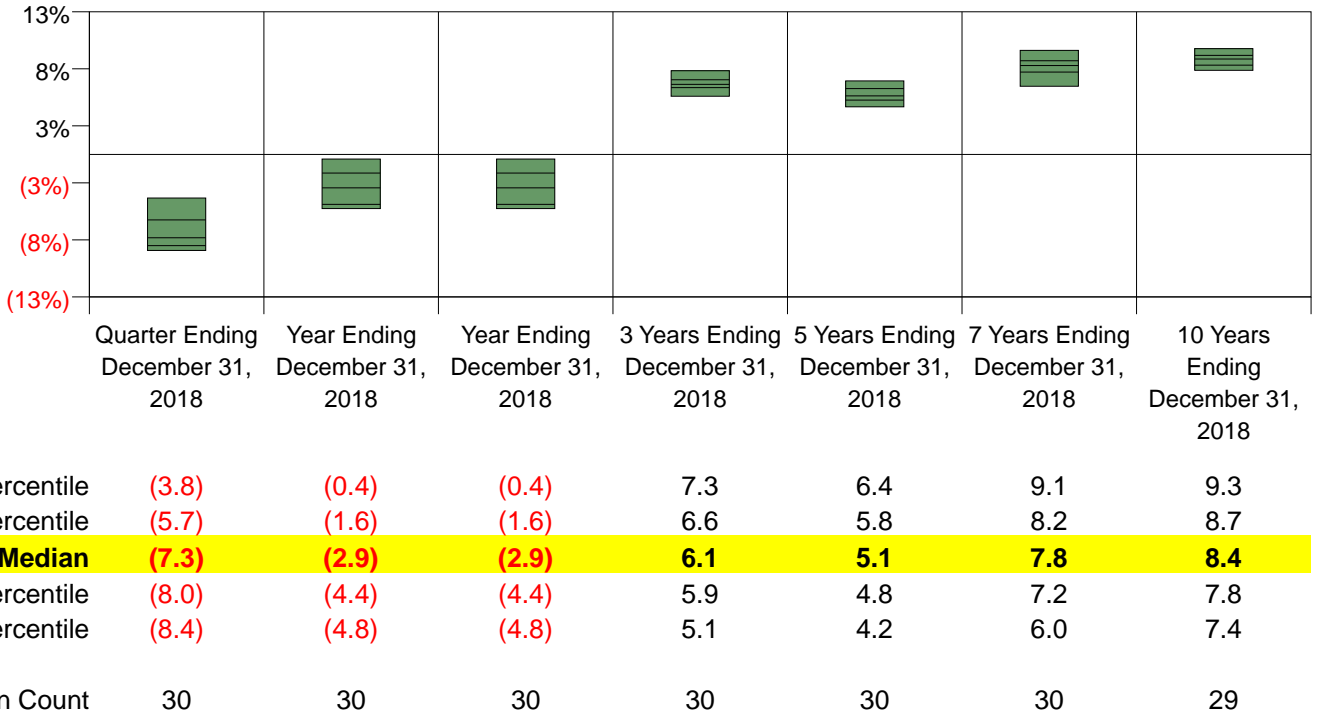 13%
8%
3%
(3%)
(8%)
(13%)
Quarter Ending December 31, 2018
Year Ending December 31, 2018
Year Ending December 31, 2018
3 Years Ending December 31, 2018
5 Years Ending December 31, 2018
7 Years Ending December 31, 2018
10 Years Ending December 31, 2018
(3.8) (0.4) (0.4) 7.3 6.4 9.1 9.3
(5.7) (1.6) (1.6) 6.6 5.8 8.2 8.7
Median (7.3) (2.9) (2.9) 6.1 5.1 7.8 8.4
(8.0) (4.4) (4.4) 5.9 4.8 7.2 7.8
(8.4) (4.8) (4.8) 5.1 4.2 6.0 7.4
Count 30 30 30 30 30 30 29